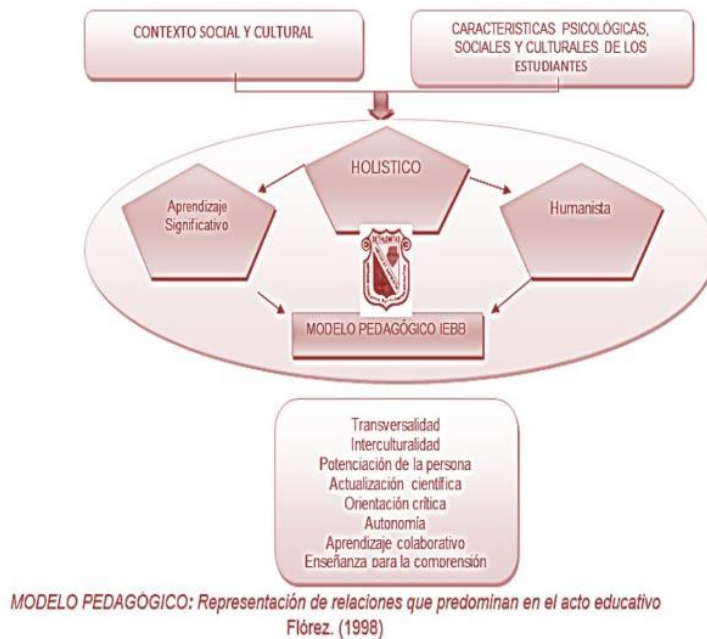 CONTEXTO SOCIAL Y CULTURAL
CARACTERISTICAS PSICOLÓGICAS,
SOCIALES Y CULTURALES DE LOS
ESTUDIANTES
HOLISTICO
Aprendizaje
Significativo
Humanista
BETHLEMITAS
MODELO PEDAGÓGICO IEBB
Transversalidad
Interculturalidad
Potenciación de la persona
Actualización científica
Orientación crítica
Autonomía
Aprendizaje colaborativo
Enseñanza para la comprensión
MODELO PEDAGÓGICO: Representación de relaciones que predominan en el acto educativo
Flórez. (1998)